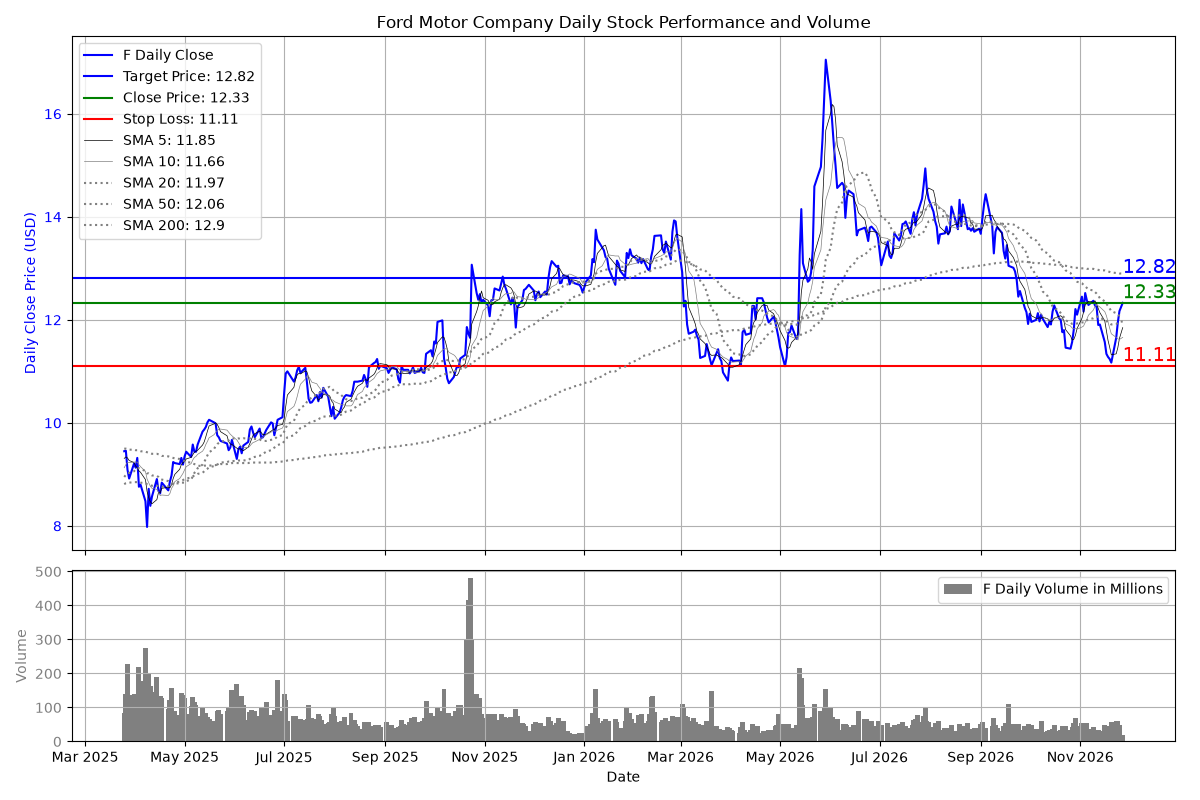 Ford Motor Company Daily Stock Performance and Volume
F Daily Close
Target Price: 12.82
Close Price: 12.33
Stop Loss: 11.11
SMA 5: 11.85
SMA 10: 11.66
SMA 20: 11.97
SMA 50: 12.06
SMA 200: 12.9
Daily Close Price (USD)
16
14
12
10
8
12.82
12.33
11.11
F Daily Volume in Millions
Volume
500
400
300
200
100
0
Mar 2025 May 2025 Jul 2025 Sep 2025 Nov 2025 Jan 2026 Mar 2026 May 2026 Jul 2026 Sep 2026 Nov 2026
Date